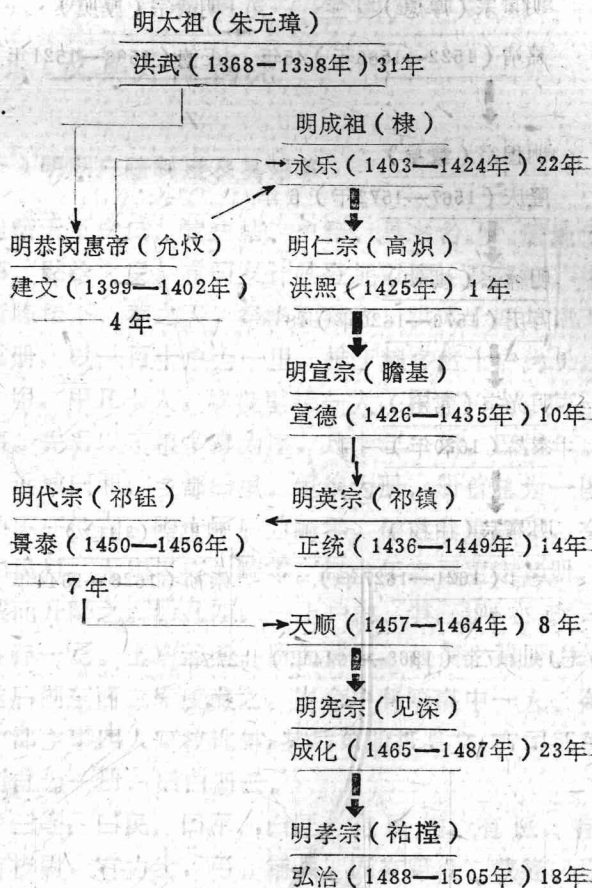 明太祖（朱元璋）
洪武（1368—1398年）31年
明成祖（棣）
永乐（1403—1424年）22年
明恭闵惠帝（允炆）
建文（1399—1402年）
4年
明仁宗（高炽）
洪熙（1425年）1年
明宣宗（瞻基）
宣德（1426—1435年）10年
明代宗（祁钰）
景泰（1450—1456年）
7年
明英宗（祁镇）
正统（1436—1449年）14年
天顺（1457—1464年）8年
明宪宗（见深）
成化（1465—1487年）23年
明孝宗（祐樘）
弘治（1488—1505年）18年